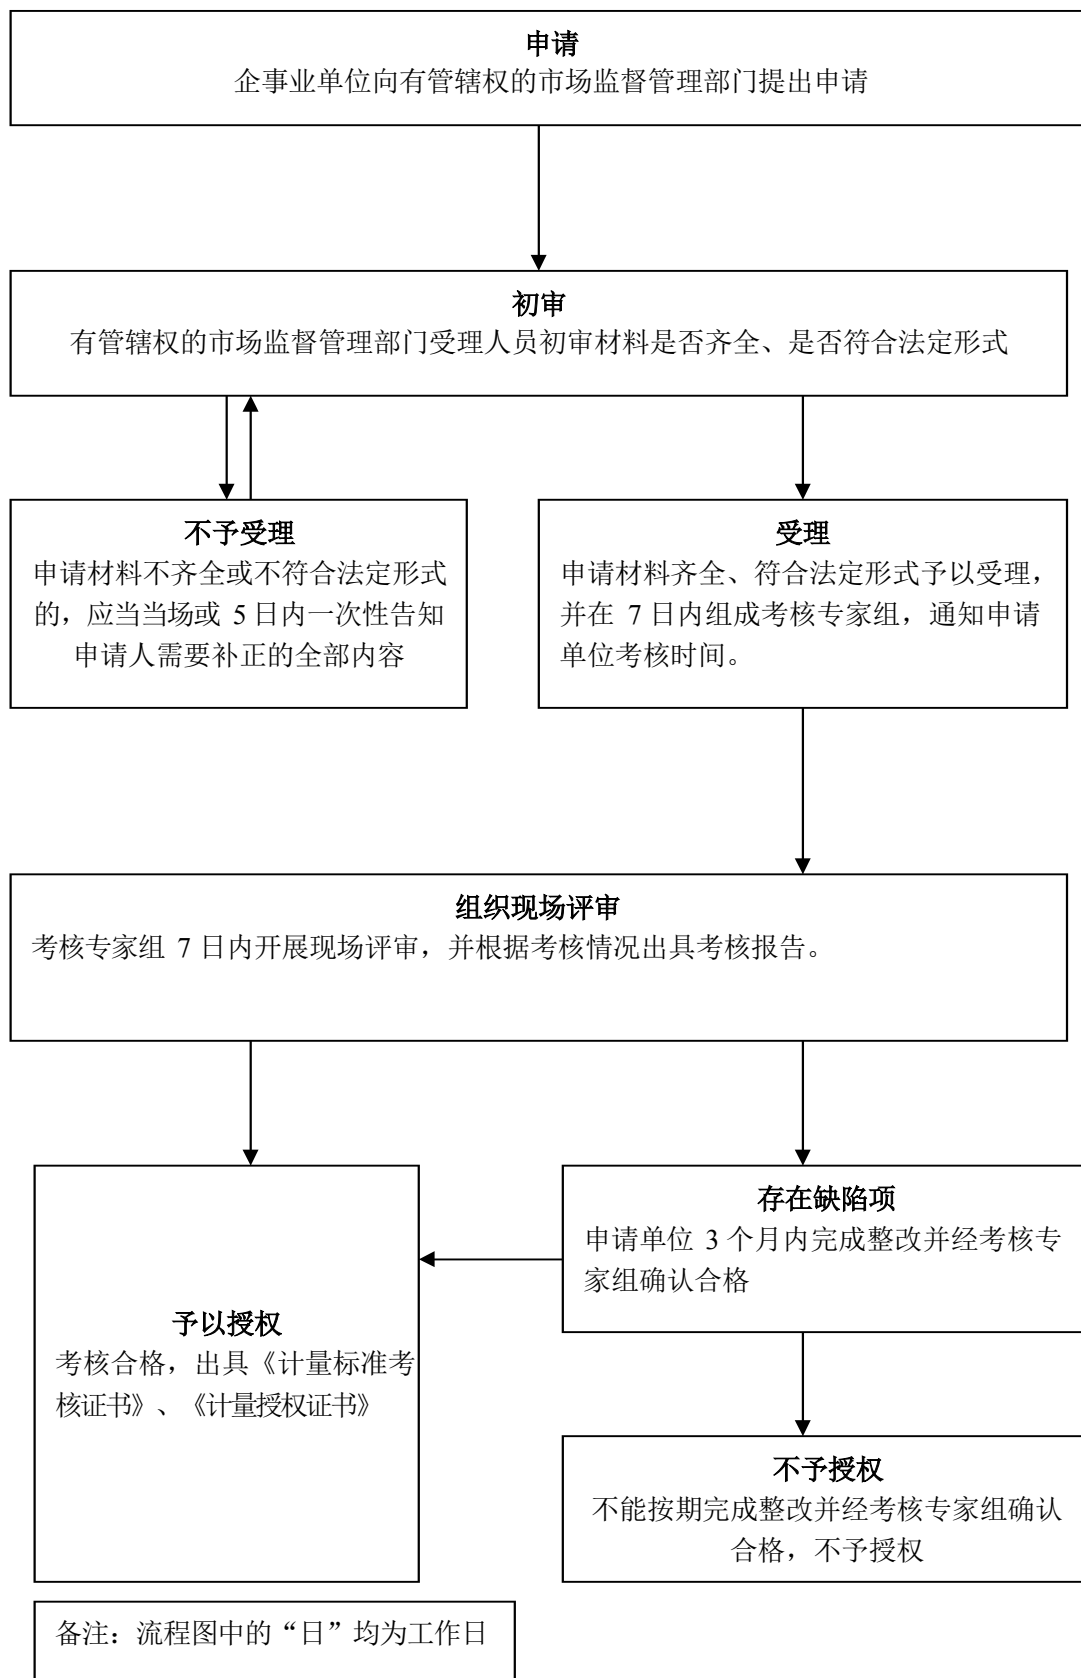 申请
企事业单位向有管辖权的市场监督管理部门提出申请
初审
有管辖权的市场监督管理部门受理人员初审材料是否齐全、是否符合法定形式
不予受理
申请材料不齐全或不符合法定形式
的，应当当场或 5 日内一次性告知
申请人需要补正的全部内容
受理
申请材料齐全、符合法定形式予以受理，
并在 7 日内组成考核专家组，通知申请
单位考核时间。
组织现场评审
考核专家组 7 日内开展现场评审，并根据考核情况出具考核报告。
予以授权
考核合格，出具《计量标准考
核证书》、《计量授权证书》
存在缺陷项
申请单位 3 个月内完成整改并经考核专
家组确认合格
不予授权
不能按期完成整改并经考核专家组确认
合格，不予授权
备注：流程图中的“日”均为工作日